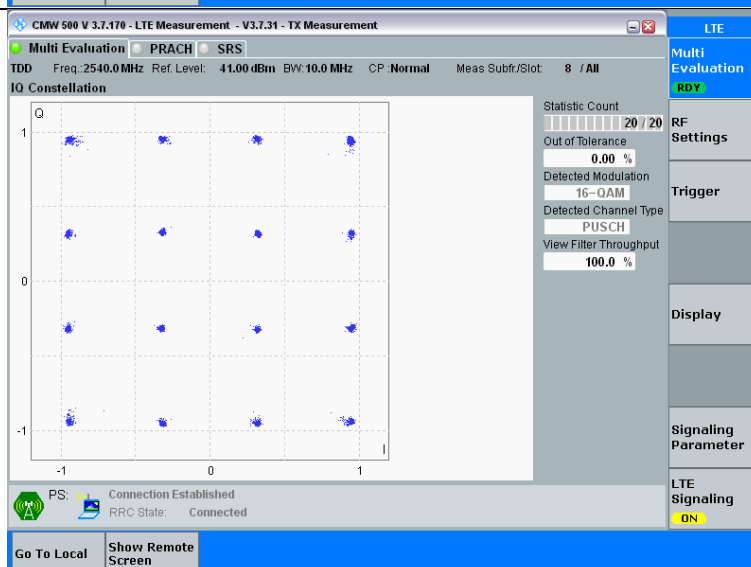 CMW 500 V 3.7.170 - LTE Measurement - V3.7.31 - TX Measurement
LTE
Multi Evaluation PRACH SRS
Multi
Evaluation
RDY
TDD Freq.:2540.0 MHz Ref. Level: 41.00 dBm BW:10.0 MHz CP :Normal Meas Subfr./Slot: 8 / All
IQ Constellation
Q
1
0
-1
-1 0 1
I
Statistic Count
20 / 20
Out of Tolerance
0.00 %
Detected Modulation
16-QAM
Detected Channel Type
PUSCH
View Filter Throughput
100.0 %
RF
Settings
Trigger
Display
Signaling
Parameter
LTE
Signaling
ON
PS: Connection Established
RRC State: Connected
Go To Local
Show Remote
Screen